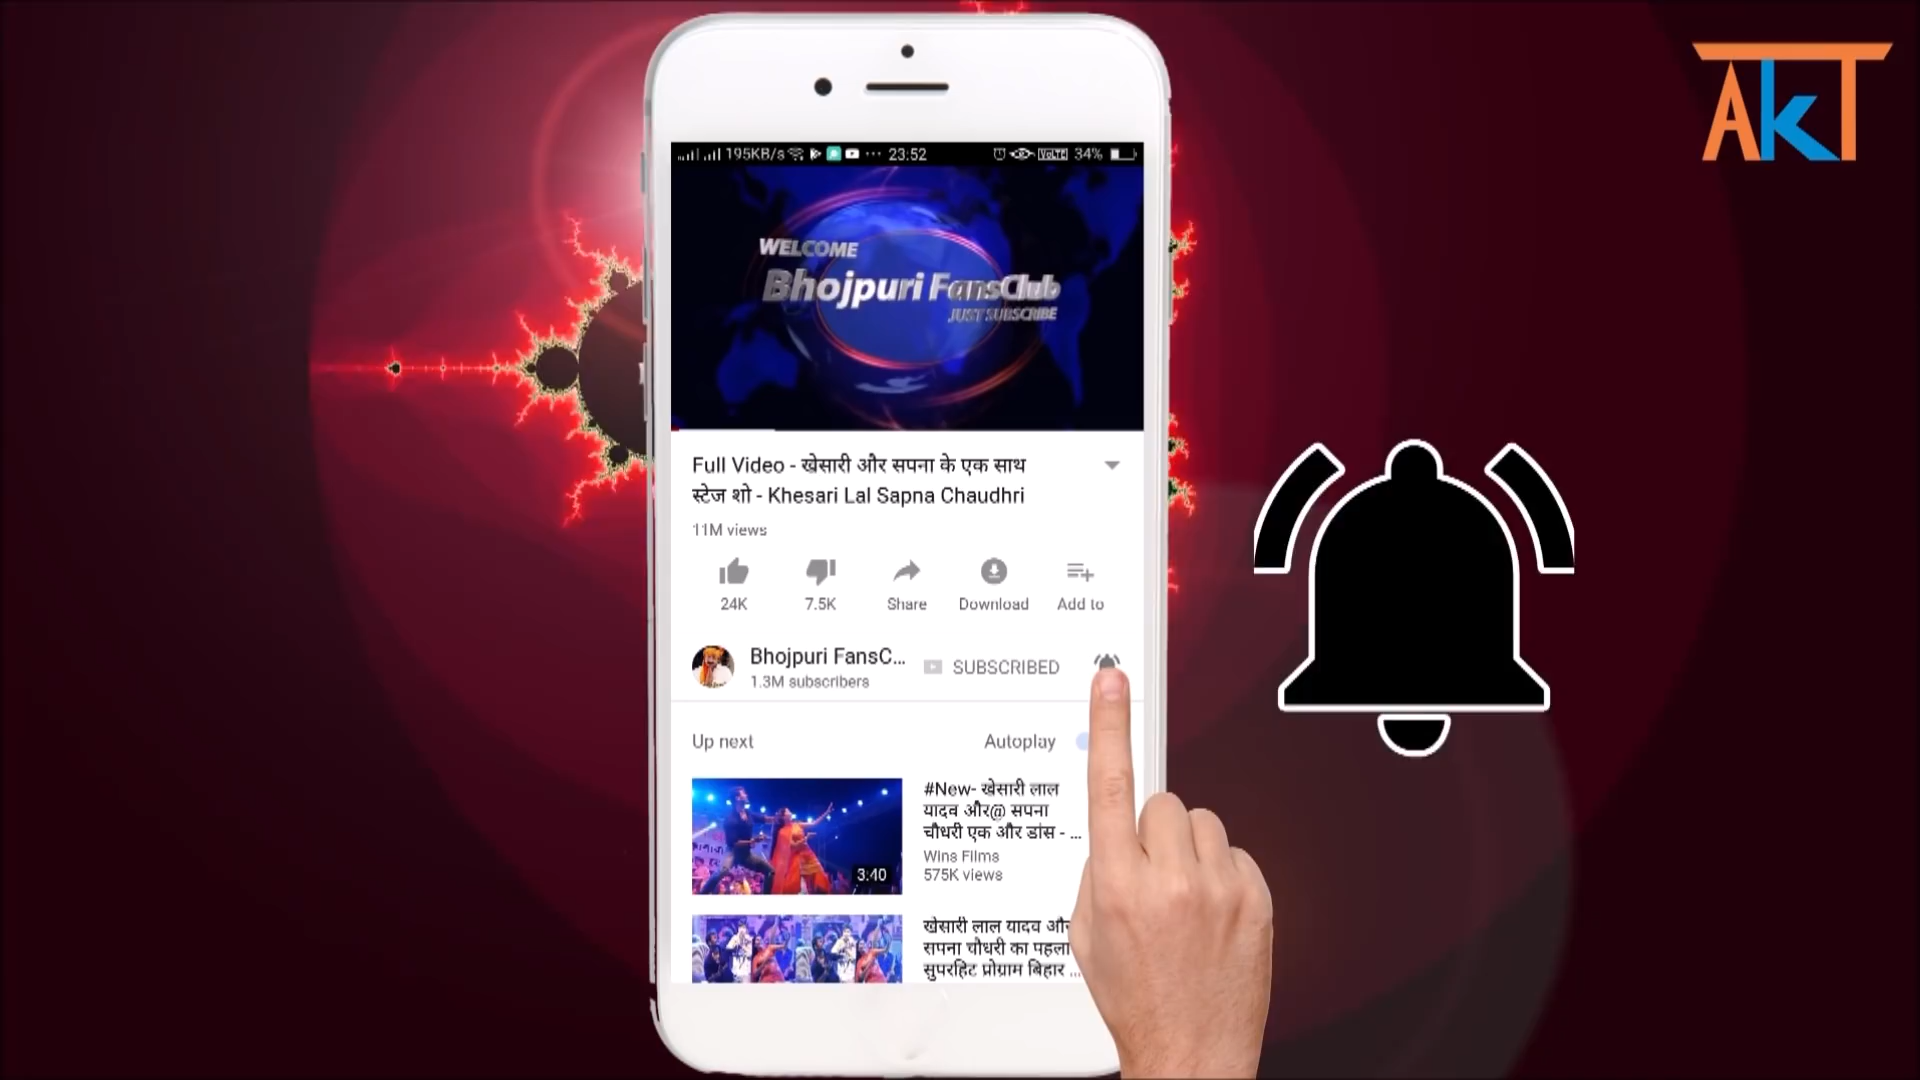 AKT
195KB/s ··· 23:52 VoLTE 34%
WELCOME
Bhojpuri FansClub
JUST SUBSCRIBE
Full Video - खेसारी और सपना के एक साथ
स्टेज शो - Khesari Lal Sapna Chaudhri
11M views
24K 7.5K Share Download Add to
Bhojpuri FansC... SUBSCRIBED
1.3M subscribers
Up next Autoplay
#New- खेसारी लाल
यादव और@ सपना
चौधरी एक और डांस - ...
Wins Films
575K views
3:40
खेसारी लाल यादव और
सपना चौधरी का पहला
सुपरहिट प्रोग्राम बिहार ...